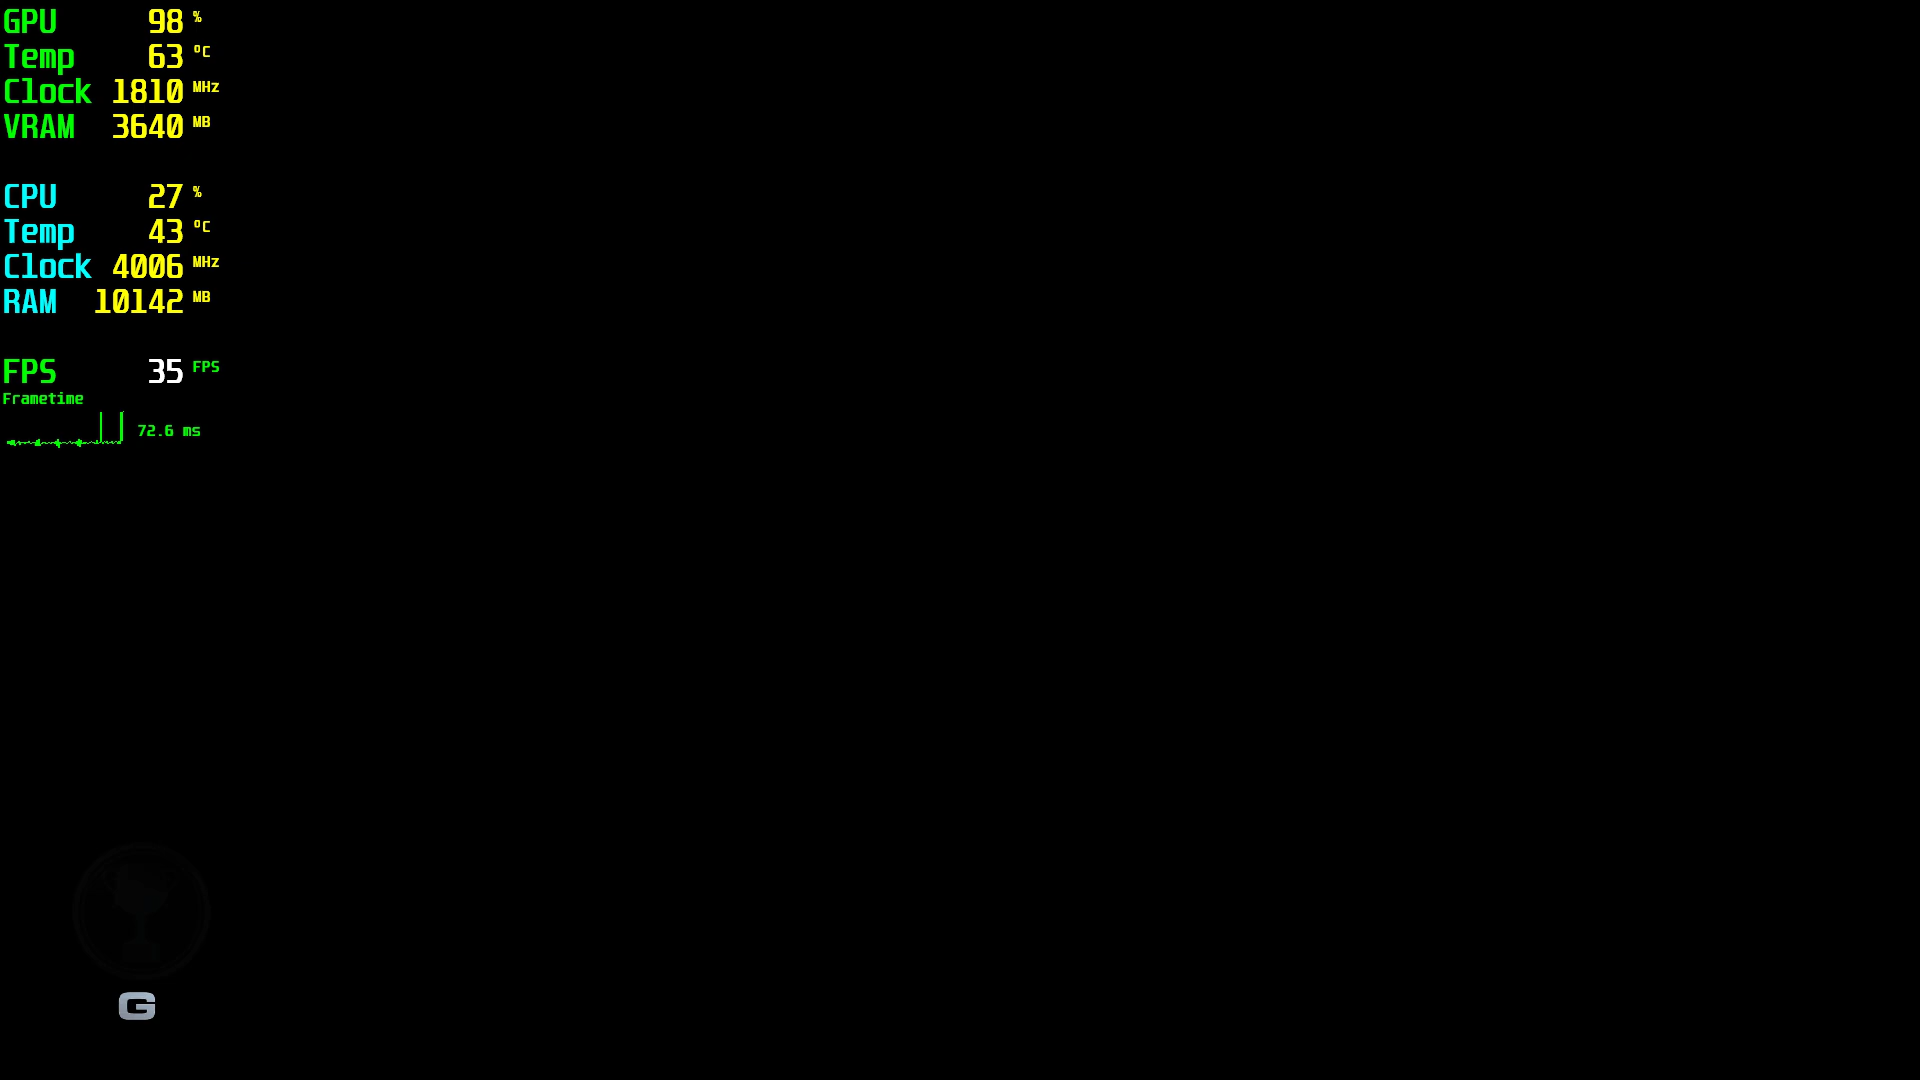 GPU 98 %
Temp 63 °C
Clock 1810 MHz
VRAM 3640 MB
CPU 27 %
Temp 43 °C
Clock 4006 MHz
RAM 10142 MB
FPS 35 FPS
Frametime
72.6 ms
G